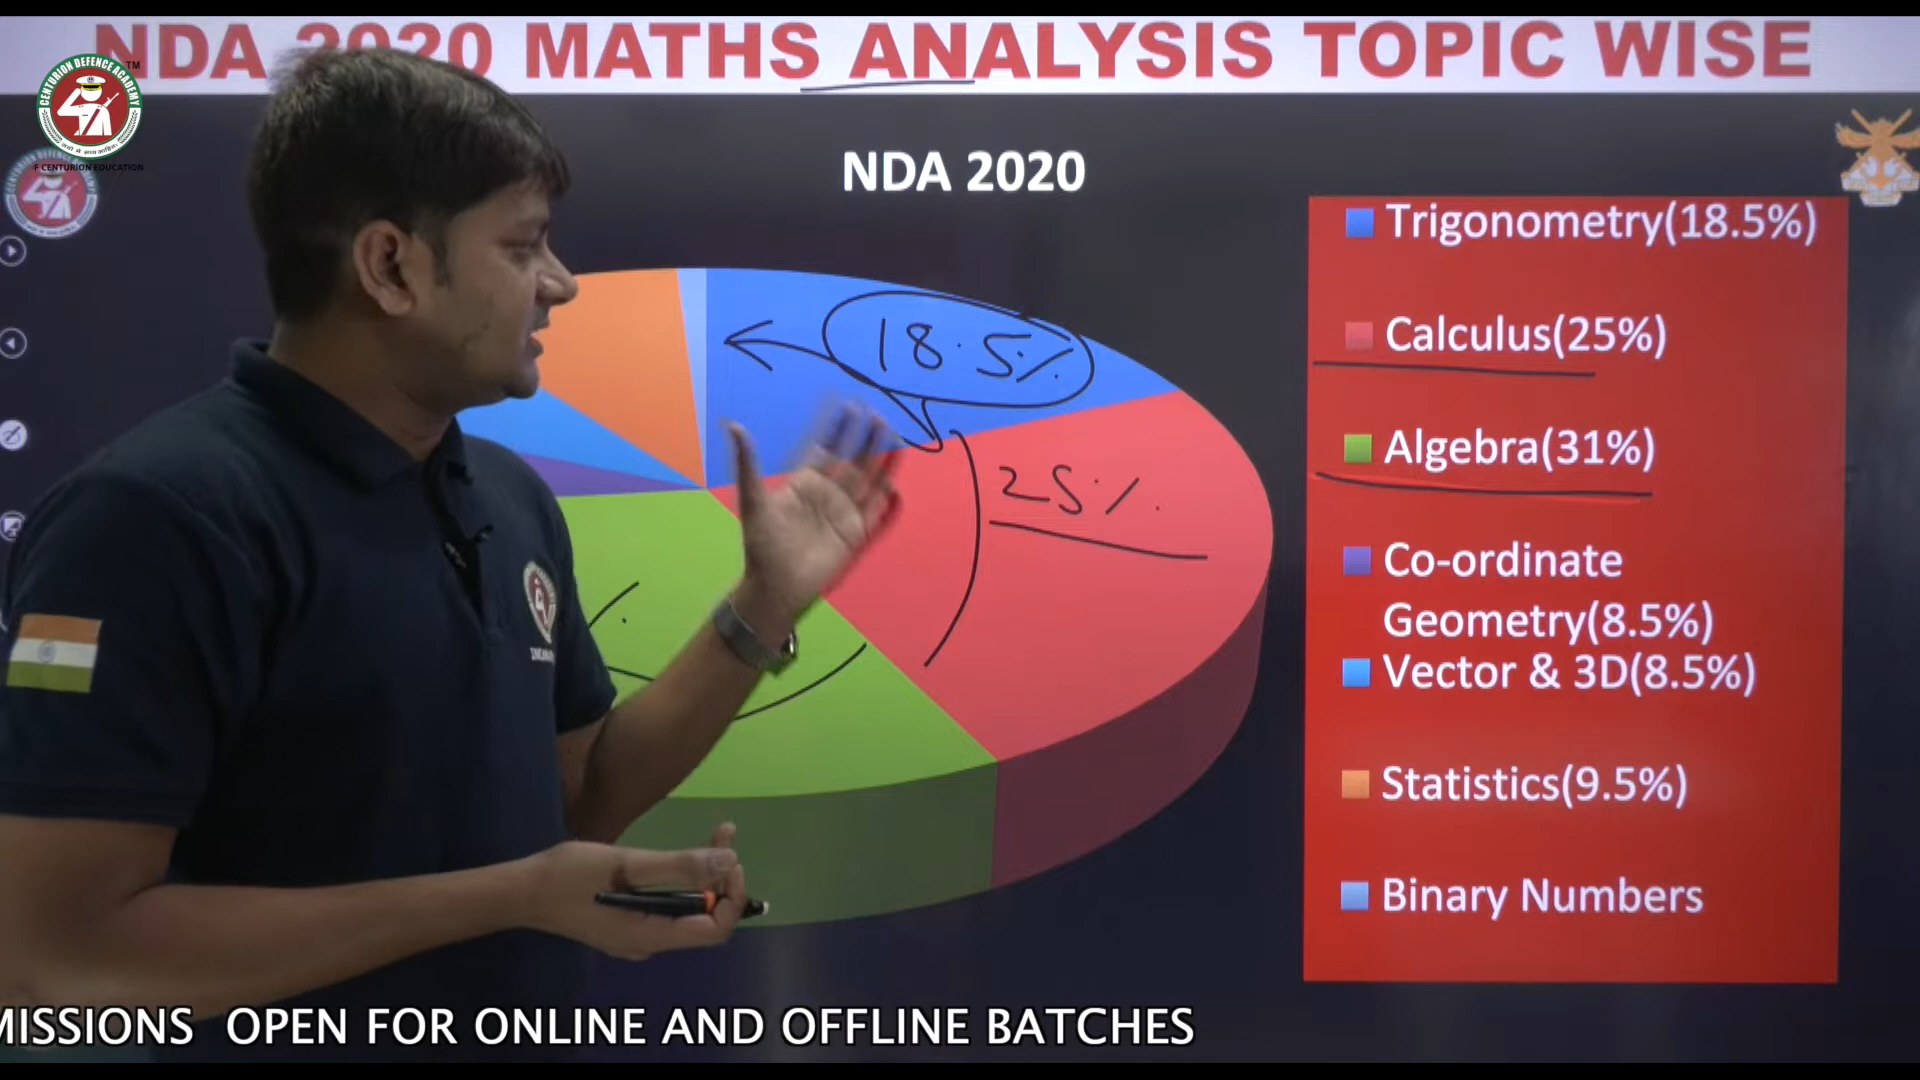 NDA 2020 MATHS ANALYSIS TOPIC WISE
CENTURION DEFENCE ACADEMY
TM
F CENTURION EDUCATION
NDA 2020
Trigonometry(18.5%)
Calculus(25%)
Algebra(31%)
Co-ordinate
Geometry(8.5%)
Vector & 3D(8.5%)
Statistics(9.5%)
Binary Numbers
18.5%
25%
MISSIONS OPEN FOR ONLINE AND OFFLINE BATCHES